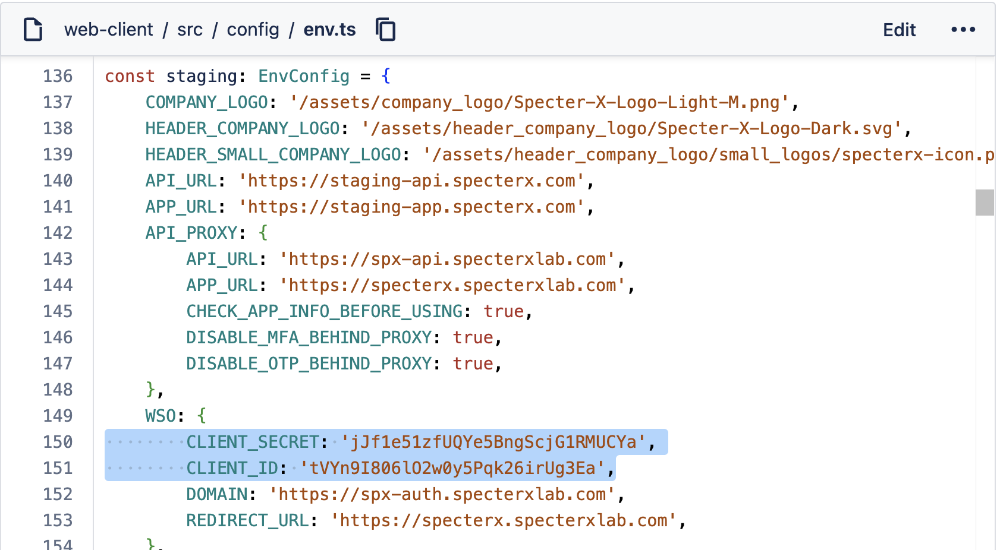 web-client / src / config / env.ts Edit
136 const staging: EnvConfig = {
137 COMPANY_LOGO: '/assets/company_logo/Specter-X-Logo-Light-M.png',
138 HEADER_COMPANY_LOGO: '/assets/header_company_logo/Specter-X-Logo-Dark.svg',
139 HEADER_SMALL_COMPANY_LOGO: '/assets/header_company_logo/small_logos/specterx-icon.p
140 API_URL: 'https://staging-api.specterx.com',
141 APP_URL: 'https://staging-app.specterx.com',
142 API_PROXY: {
143 API_URL: 'https://spx-api.specterxlab.com',
144 APP_URL: 'https://specterx.specterxlab.com',
145 CHECK_APP_INFO_BEFORE_USING: true,
146 DISABLE_MFA_BEHIND_PROXY: true,
147 DISABLE_OTP_BEHIND_PROXY: true,
148 },
149 WSO: {
150 CLIENT_SECRET: 'jJf1e51zfUQYe5BngScjG1RMUCYa',
151 CLIENT_ID: 'tVYn9I806lO2w0y5Pqk26irUg3Ea',
152 DOMAIN: 'https://spx-auth.specterxlab.com',
153 REDIRECT_URL: 'https://specterx.specterxlab.com',
154 },